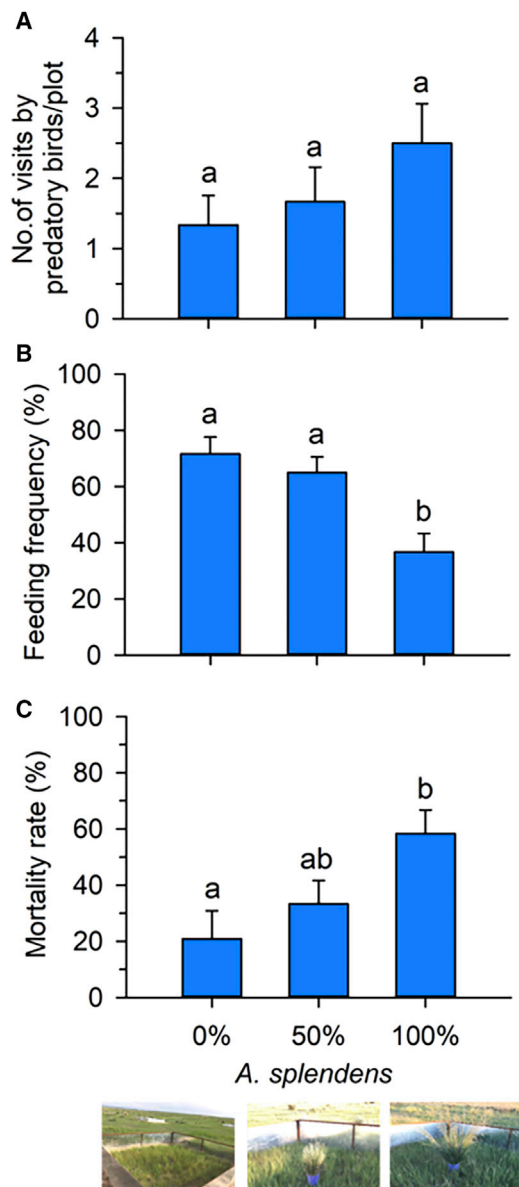 A
No.of visits by
predatory birds/plot
4
3
2
1
0
a
a
a
B
Feeding frequency (%)
100
80
60
40
20
0
a
a
b
C
Mortality rate (%)
100
80
60
40
20
0
a
ab
b
0% 50% 100%
A. splendens